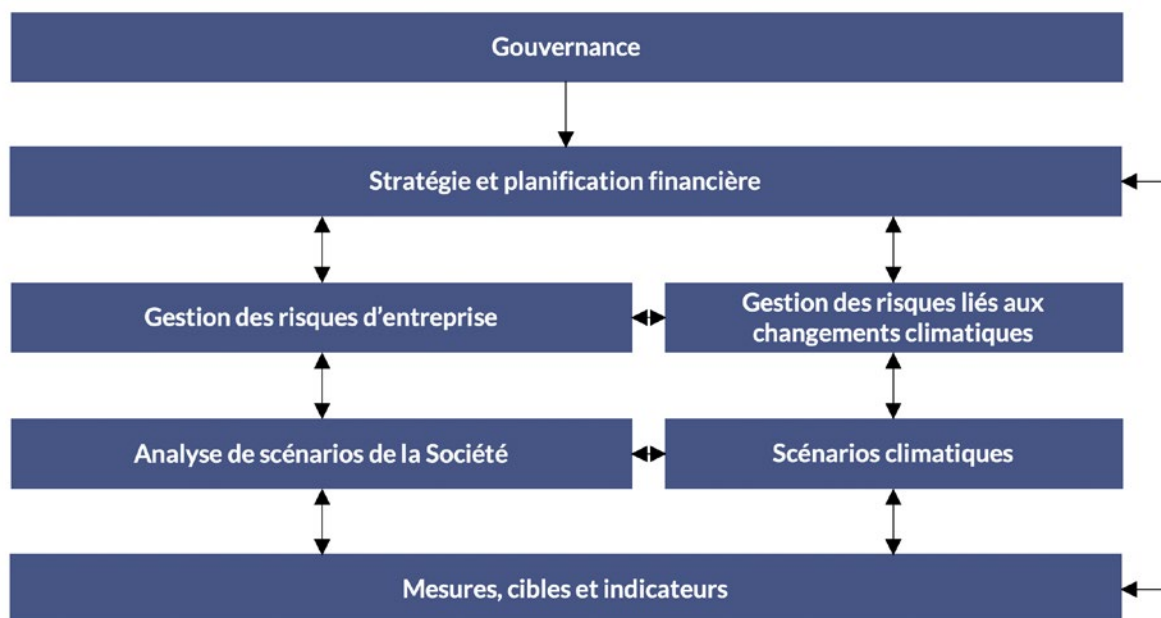 Gouvernance
Stratégie et planification financière
Gestion des risques d’entreprise
Gestion des risques liés aux
changements climatiques
Analyse de scénarios de la Société
Scénarios climatiques
Mesures, cibles et indicateurs